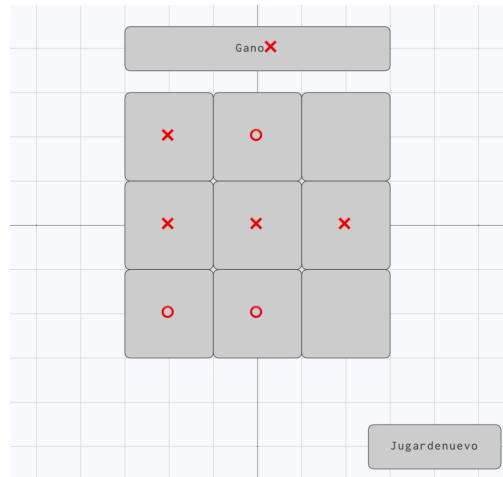 Gano❌
❌ ⭕
❌ ❌ ❌
⭕ ⭕
Jugardenuevo